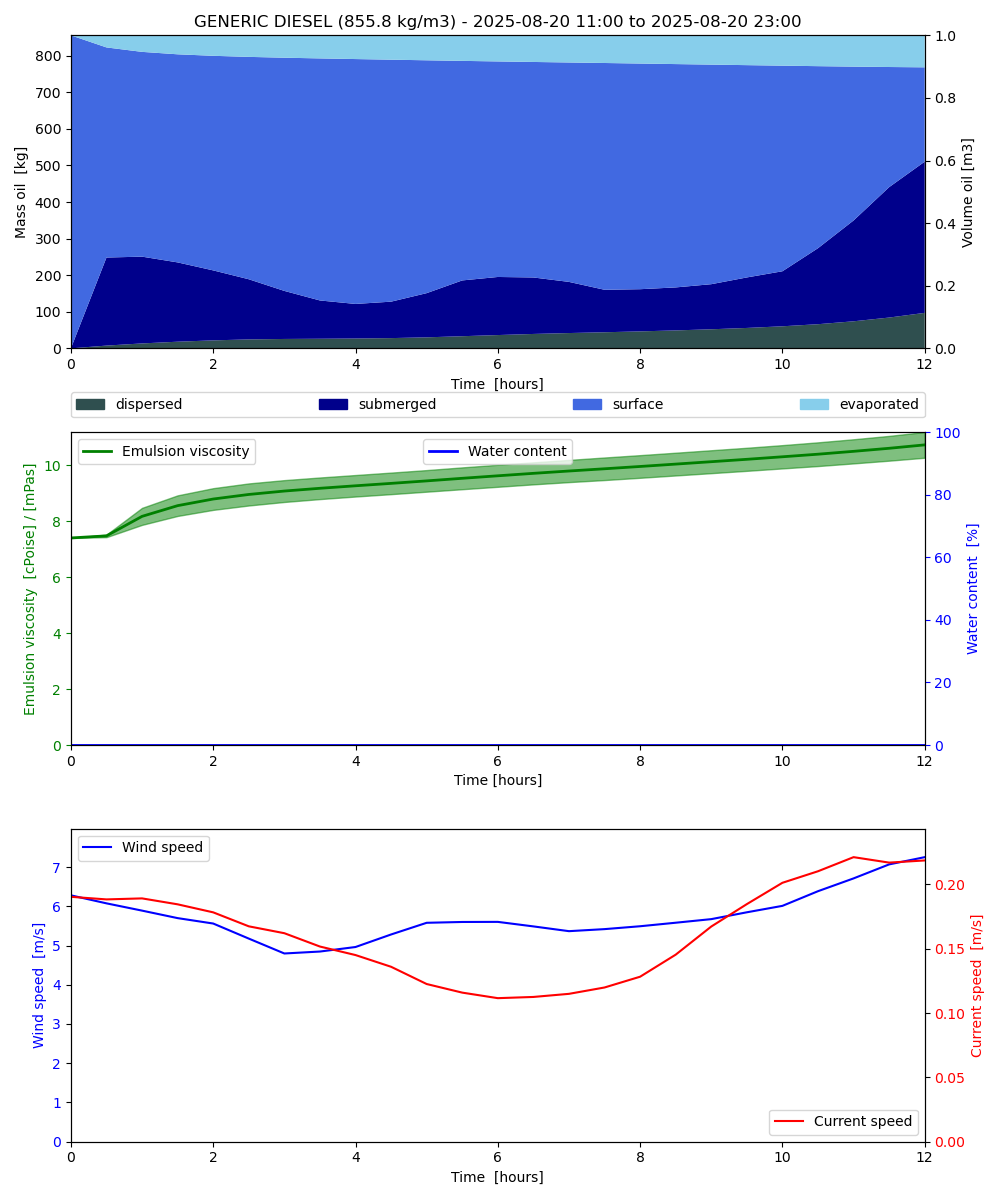 GENERIC DIESEL (855.8 kg/m3) - 2025-08-20 11:00 to 2025-08-20 23:00
Mass oil [kg]
800
700
600
500
400
300
200
100
0
1.0
0.8
0.6
0.4
0.2
0.0
Volume oil [m3]
0 2 4 6 8 10 12
Time [hours]
dispersed submerged surface evaporated
Emulsion viscosity Water content
Emulsion viscosity [cPoise] / [mPas]
10
8
6
4
2
0
100
80
60
40
20
0
Water content [%]
0 2 4 6 8 10 12
Time [hours]
Wind speed
Wind speed [m/s]
7
6
5
4
3
2
1
0
0.20
0.15
0.10
0.05
0.00
Current speed [m/s]
Current speed
0 2 4 6 8 10 12
Time [hours]